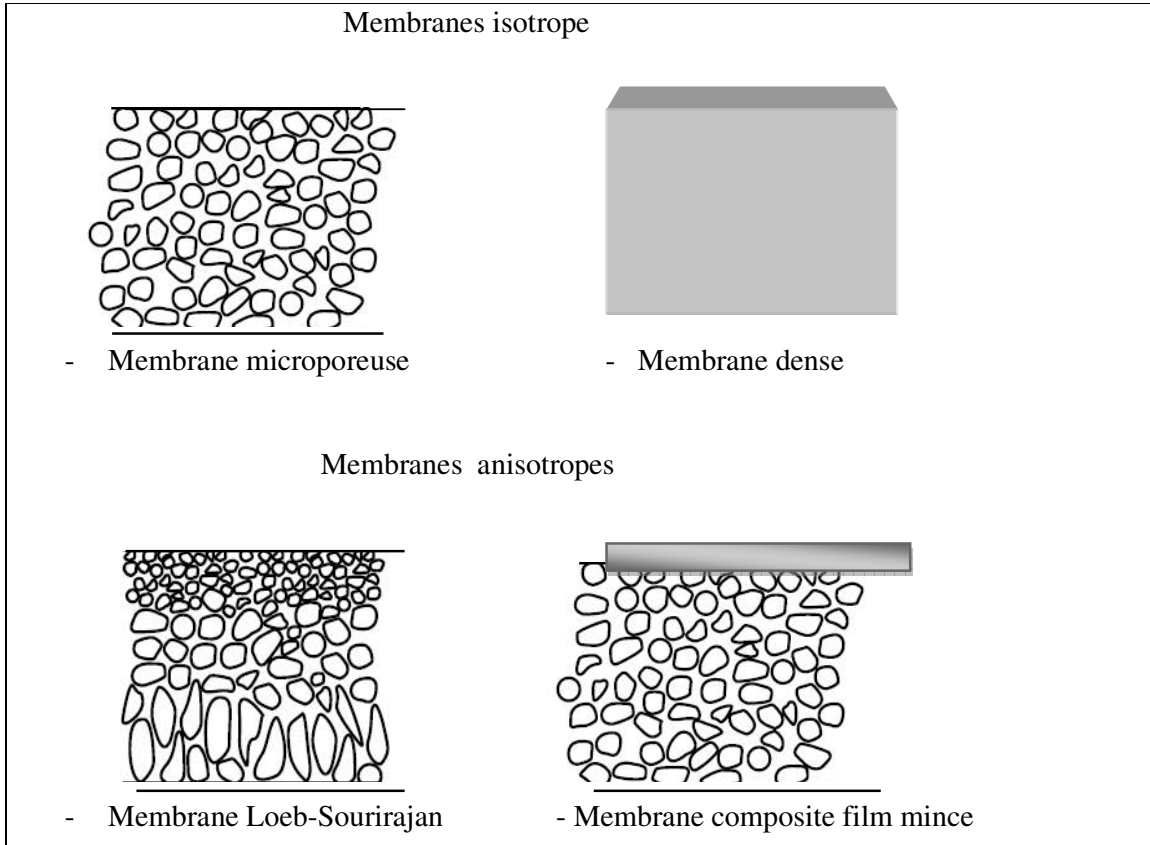 Membranes isotrope
- Membrane microporeuse
- Membrane dense
Membranes anisotropes
- Membrane Loeb-Sourirajan
- Membrane composite film mince